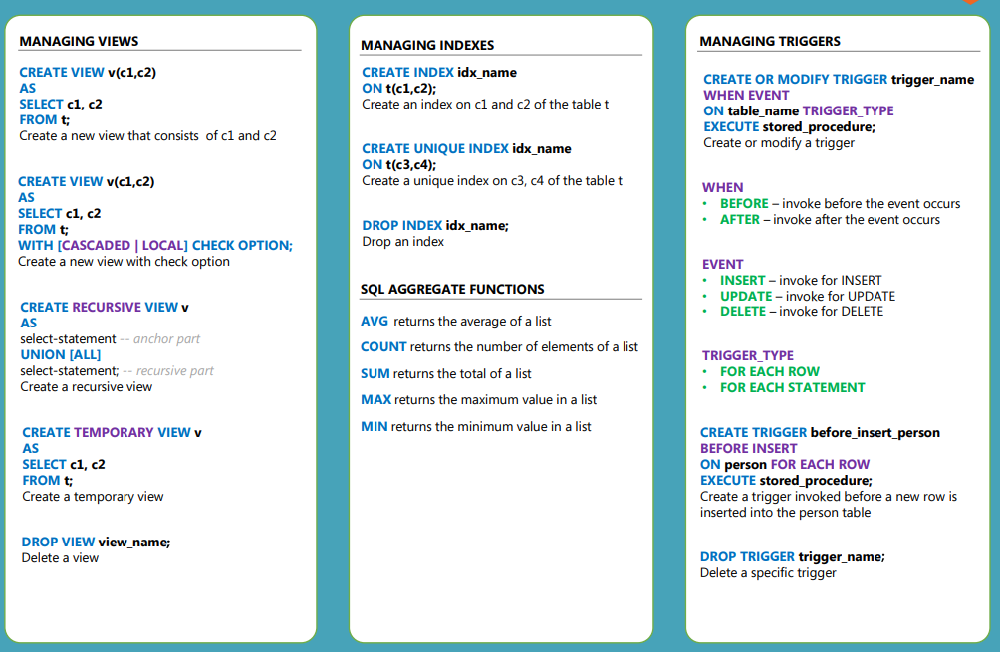 MANAGING VIEWS
CREATE VIEW v(c1,c2)
AS
SELECT c1, c2
FROM t;
Create a new view that consists of c1 and c2
CREATE VIEW v(c1,c2)
AS
SELECT c1, c2
FROM t;
WITH [CASCADED | LOCAL] CHECK OPTION;
Create a new view with check option
CREATE RECURSIVE VIEW v
AS
select-statement -- anchor part
UNION [ALL]
select-statement; -- recursive part
Create a recursive view
CREATE TEMPORARY VIEW v
AS
SELECT c1, c2
FROM t;
Create a temporary view
DROP VIEW view_name;
Delete a view
MANAGING INDEXES
CREATE INDEX idx_name
ON t(c1,c2);
Create an index on c1 and c2 of the table t
CREATE UNIQUE INDEX idx_name
ON t(c3,c4);
Create a unique index on c3, c4 of the table t
DROP INDEX idx_name;
Drop an index
SQL AGGREGATE FUNCTIONS
AVG returns the average of a list
COUNT returns the number of elements of a list
SUM returns the total of a list
MAX returns the maximum value in a list
MIN returns the minimum value in a list
MANAGING TRIGGERS
CREATE OR MODIFY TRIGGER trigger_name
WHEN EVENT
ON table_name TRIGGER_TYPE
EXECUTE stored_procedure;
Create or modify a trigger
WHEN
• BEFORE – invoke before the event occurs
• AFTER – invoke after the event occurs
EVENT
• INSERT – invoke for INSERT
• UPDATE – invoke for UPDATE
• DELETE – invoke for DELETE
TRIGGER_TYPE
• FOR EACH ROW
• FOR EACH STATEMENT
CREATE TRIGGER before_insert_person
BEFORE INSERT
ON person FOR EACH ROW
EXECUTE stored_procedure;
Create a trigger invoked before a new row is
inserted into the person table
DROP TRIGGER trigger_name;
Delete a specific trigger